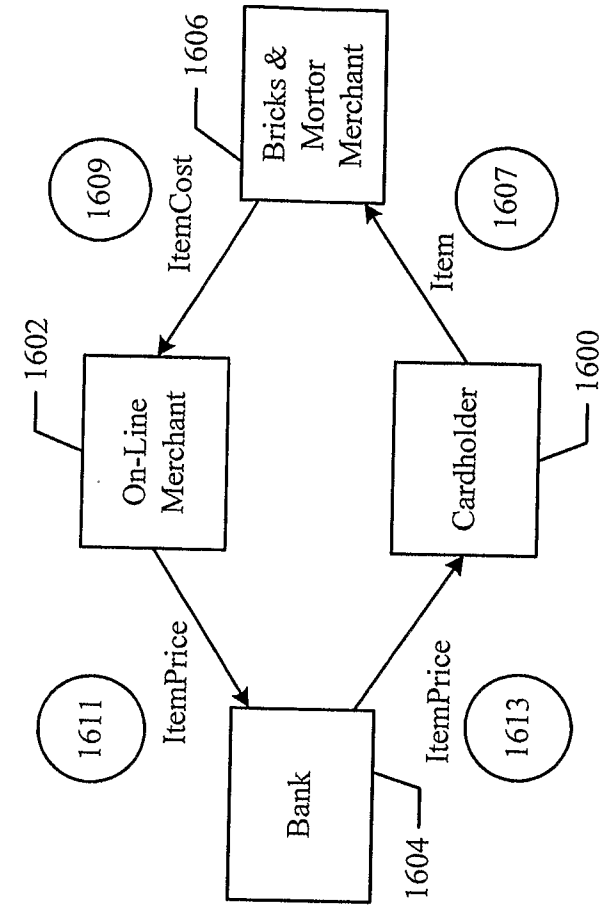 1602
On-Line
Merchant
1611
ItemPrice
1609
ItemCost
Bank
1604
1606
Bricks &
Mortor
Merchant
ItemPrice
1613
Item
1607
Cardholder
1600